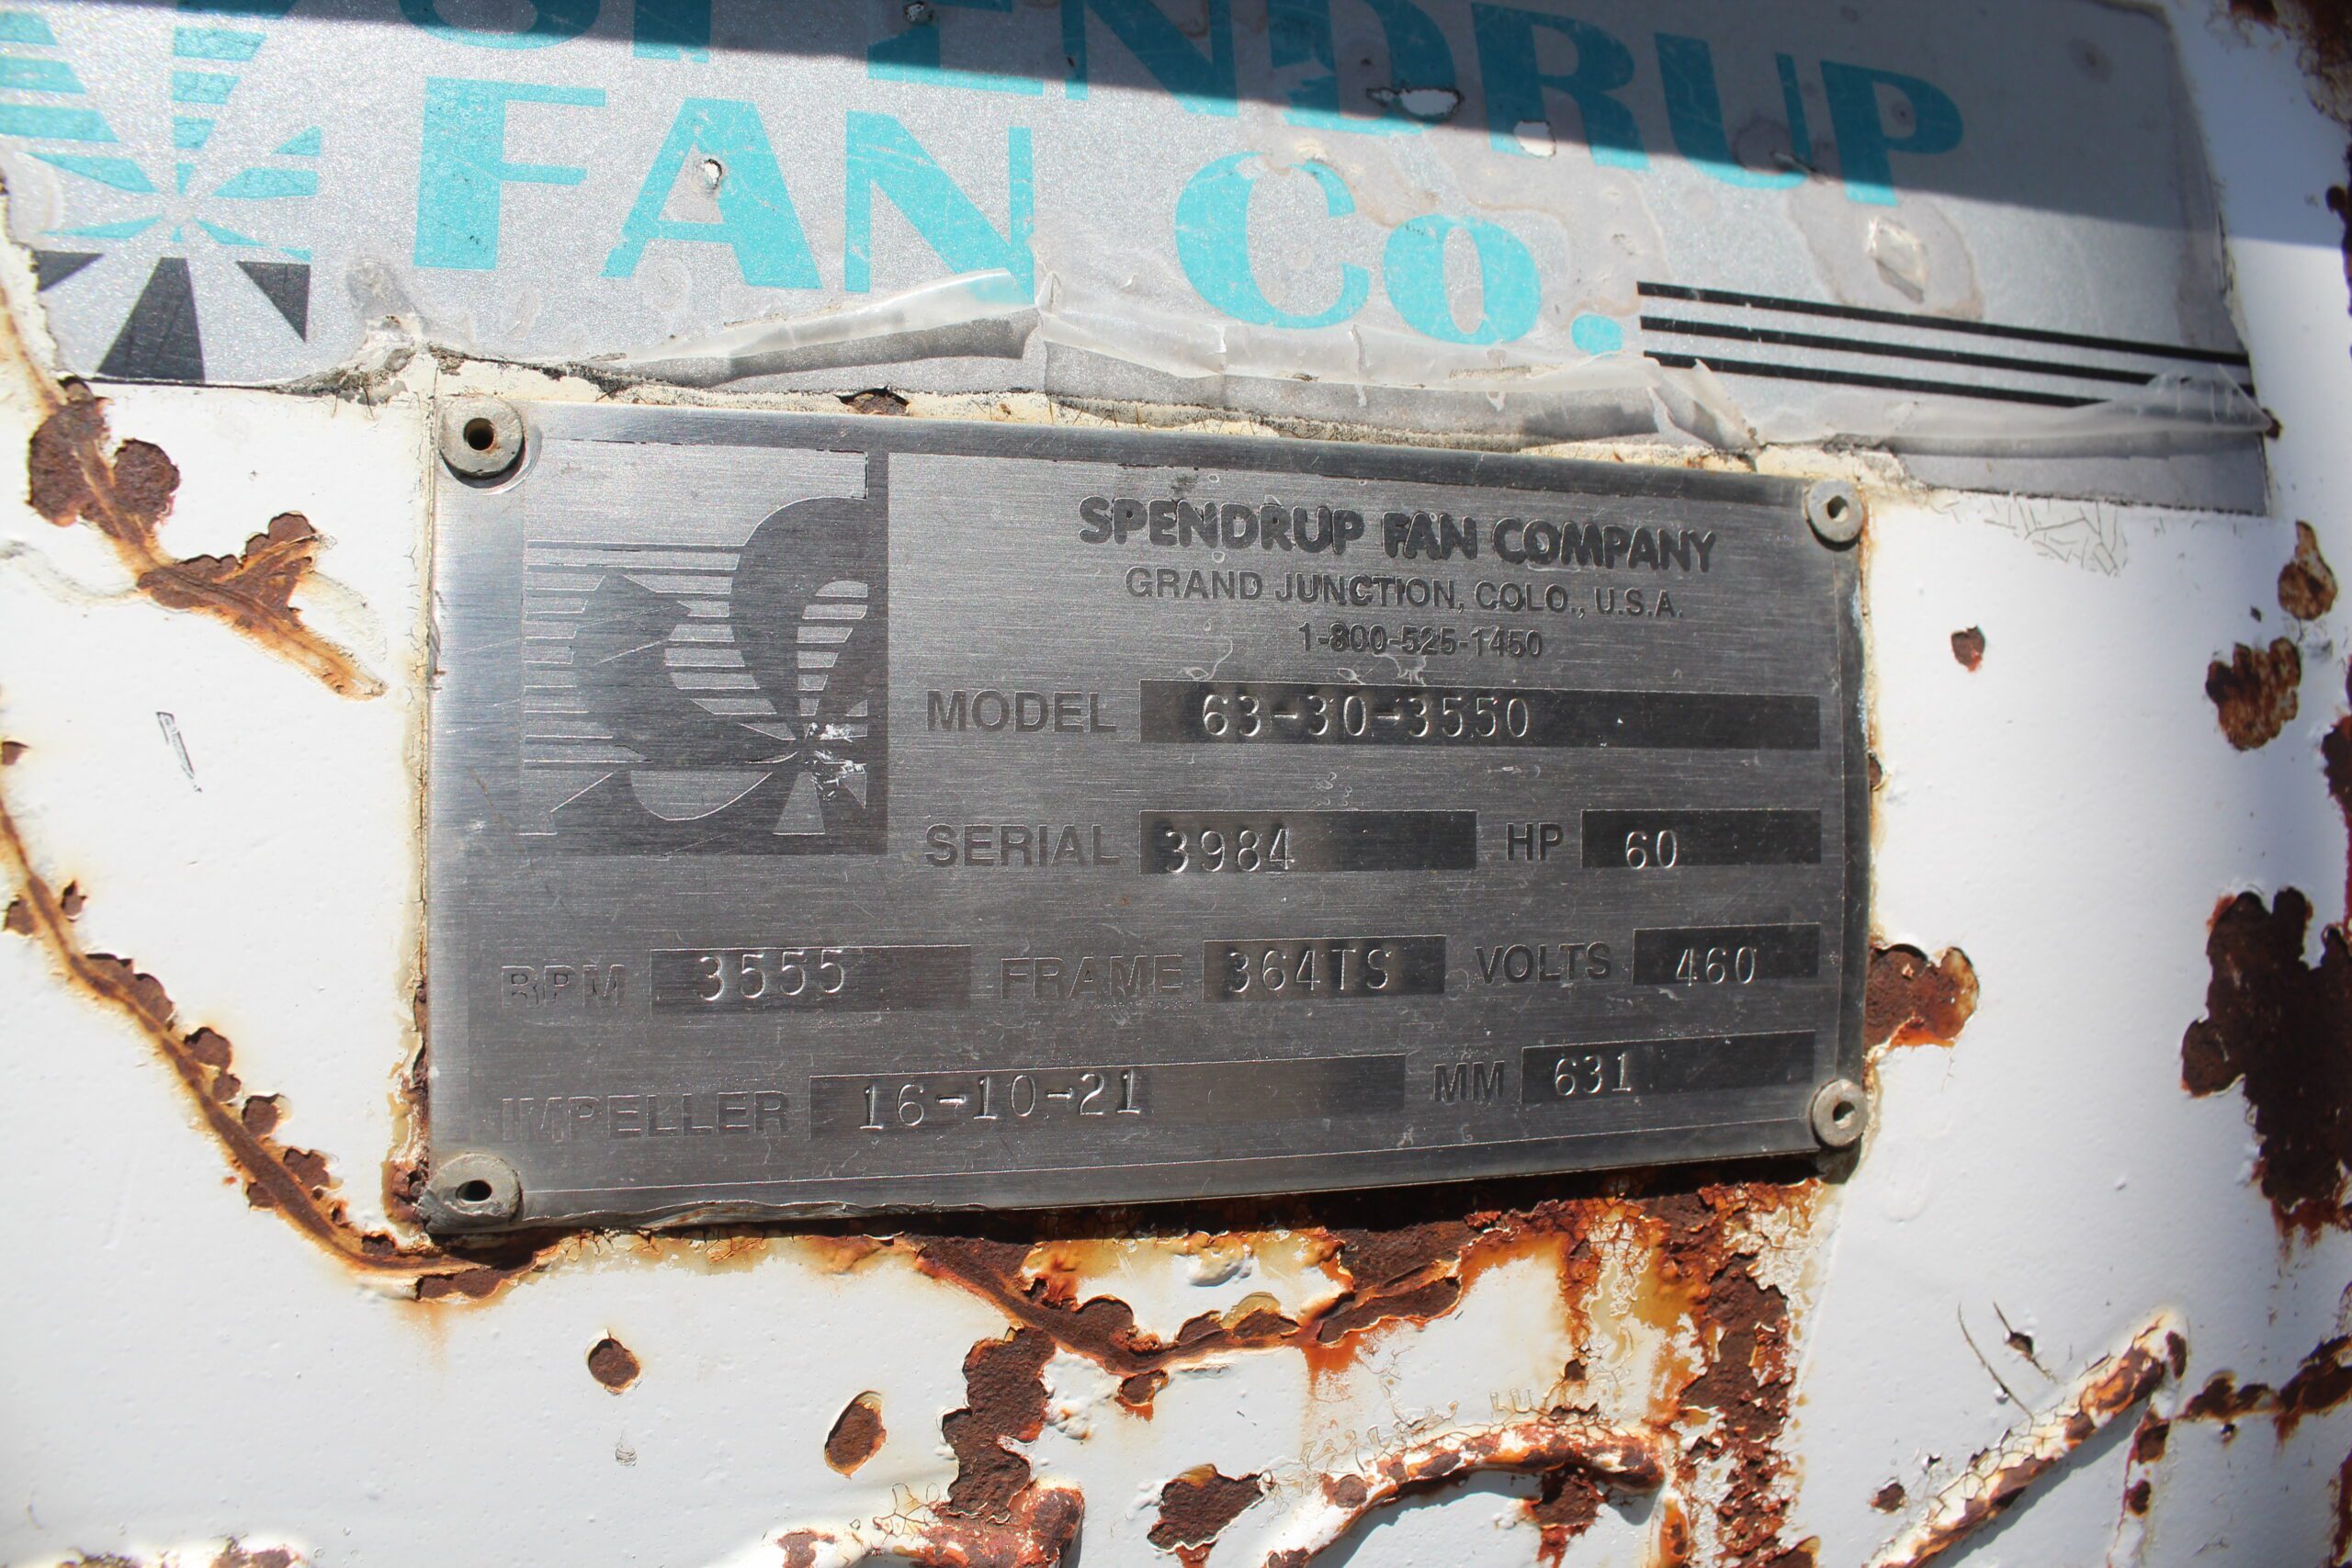 SPENDRUP
FAN Co.
SPENDRUP FAN COMPANY
GRAND JUNCTION, COLO., U.S.A.
1-800-525-1450
MODEL 63-30-3550
SERIAL 3984 HP 60
RPM 3555 FRAME 364TS VOLTS 460
IMPELLER 16-10-21 MM 631